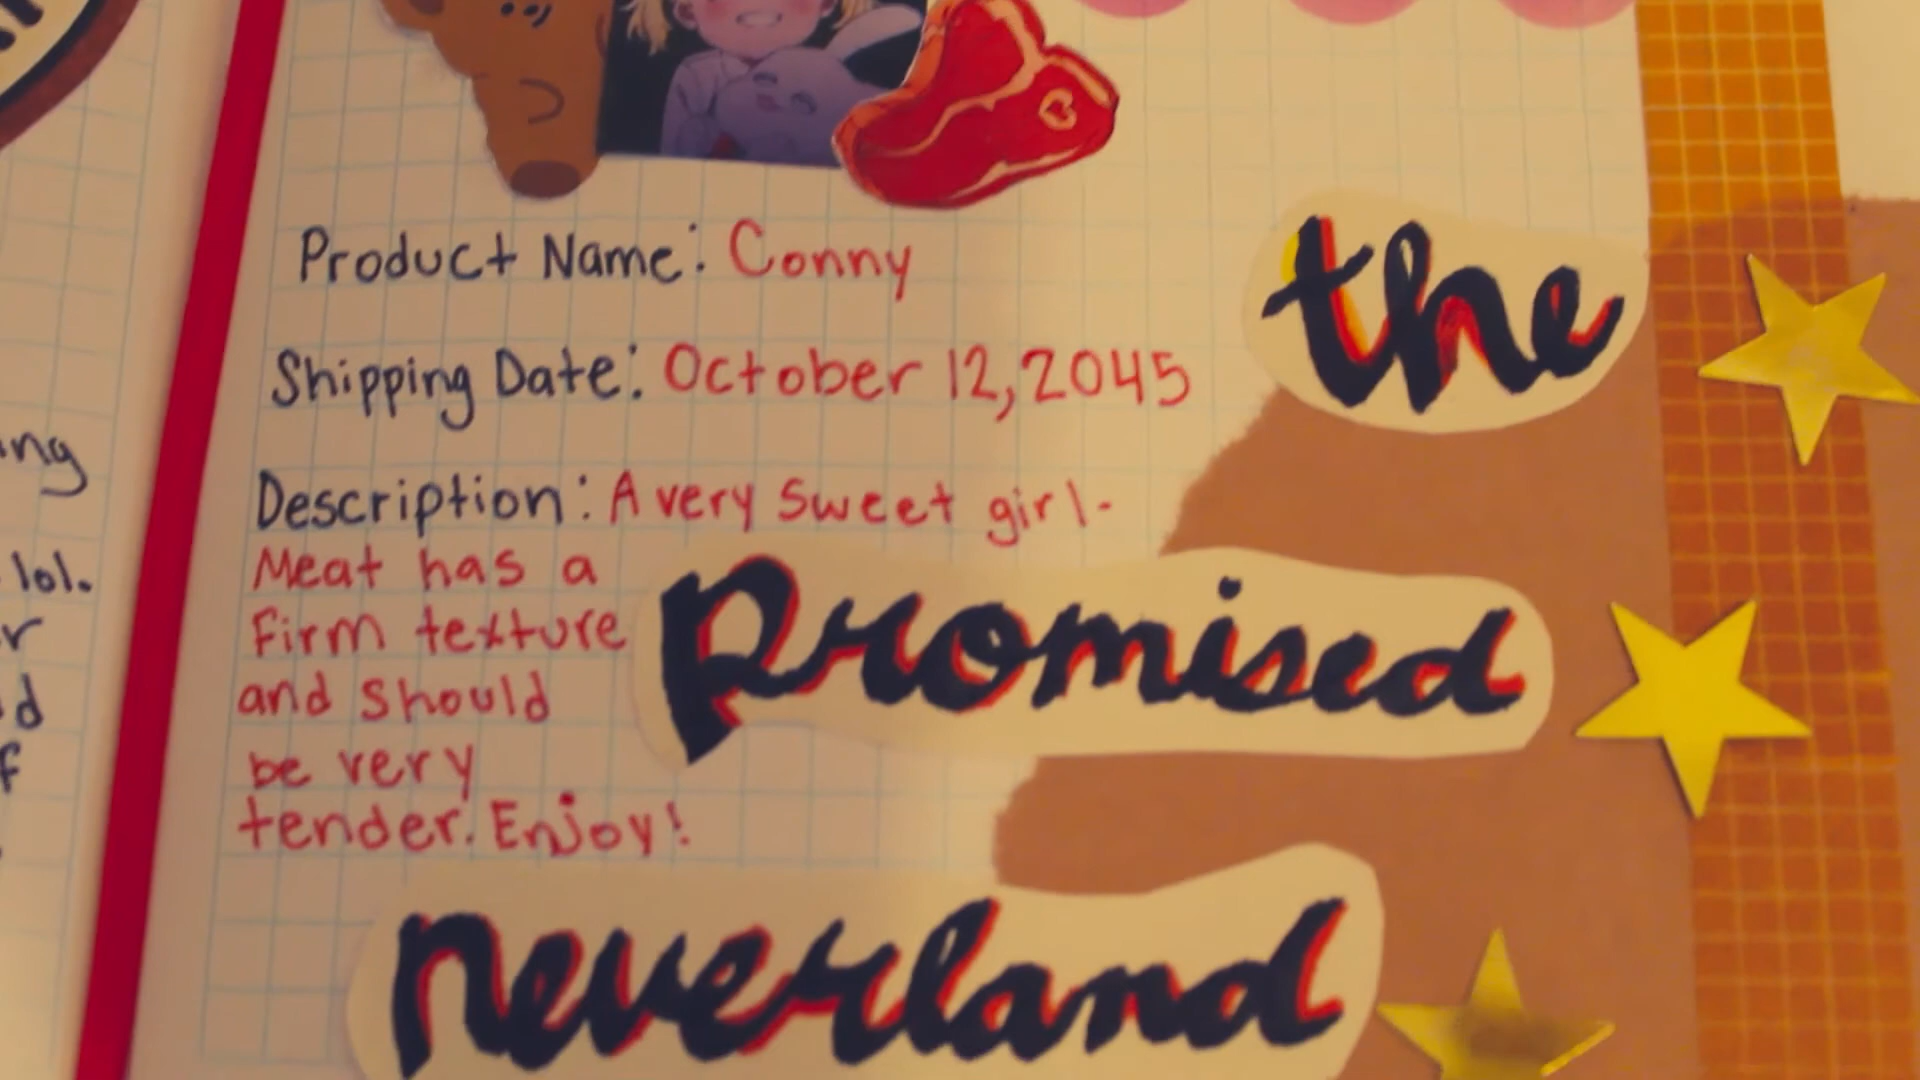 Product Name: Conny
Shipping Date: October 12, 2045
Description: A very sweet girl.
Meat has a
firm texture
and should
be very
tender. Enjoy!
the
promised
neverland
ing
lol.